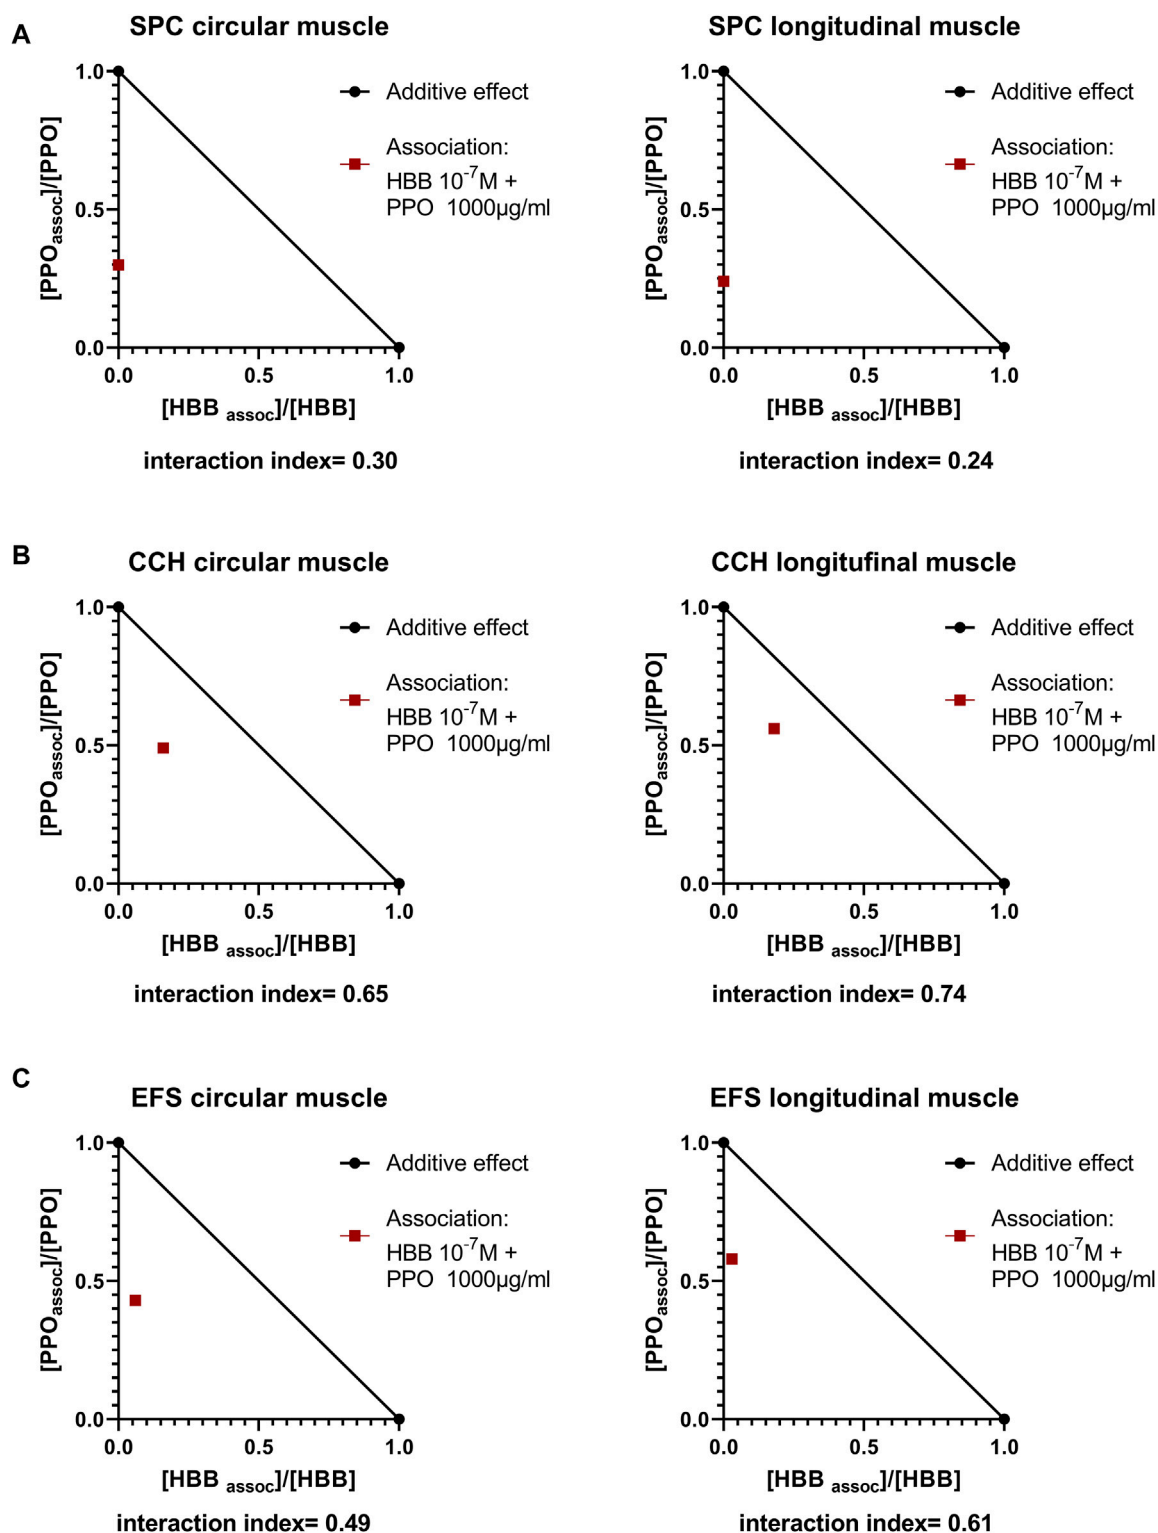 A
SPC circular muscle
1.0
0.5
0.0
0.0 0.5 1.0
[PPOassoc]/[PPO]
[HBB assoc]/[HBB]
Additive effect
Association:
HBB 10-7M +
PPO 1000µg/ml
interaction index= 0.30
SPC longitudinal muscle
1.0
0.5
0.0
0.0 0.5 1.0
[PPOassoc]/[PPO]
[HBB assoc]/[HBB]
Additive effect
Association:
HBB 10-7M +
PPO 1000µg/ml
interaction index= 0.24
B
CCH circular muscle
1.0
0.5
0.0
0.0 0.5 1.0
[PPOassoc]/[PPO]
[HBB assoc]/[HBB]
Additive effect
Association:
HBB 10-7M +
PPO 1000µg/ml
interaction index= 0.65
CCH longitufinal muscle
1.0
0.5
0.0
0.0 0.5 1.0
[PPOassoc]/[PPO]
[HBB assoc]/[HBB]
Additive effect
Association:
HBB 10-7M +
PPO 1000µg/ml
interaction index= 0.74
C
EFS circular muscle
1.0
0.5
0.0
0.0 0.5 1.0
[PPOassoc]/[PPO]
[HBB assoc]/[HBB]
Additive effect
Association:
HBB 10-7M +
PPO 1000µg/ml
interaction index= 0.49
EFS longitudinal muscle
1.0
0.5
0.0
0.0 0.5 1.0
[PPOassoc]/[PPO]
[HBB assoc]/[HBB]
Additive effect
Association:
HBB 10-7M +
PPO 1000µg/ml
interaction index= 0.61